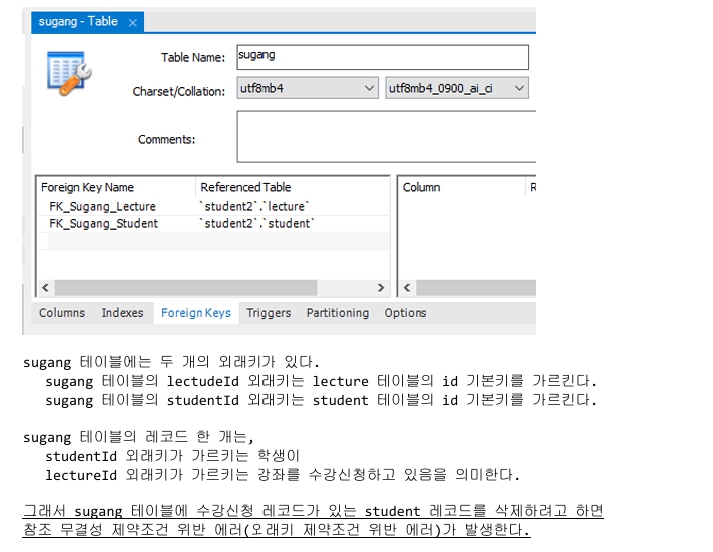 sugang - Table ×
Table Name: sugang
Charset/Collation: utf8mb4 utf8mb4_0900_ai_ci
Comments:
Foreign Key Name Referenced Table Column R
FK_Sugang_Lecture `student2`.`lecture`
FK_Sugang_Student `student2`.`student`
Columns Indexes Foreign Keys Triggers Partitioning Options
sugang 테이블에는 두 개의 외래키가 있다.
sugang 테이블의 lectudeId 외래키는 lecture 테이블의 id 기본키를 가르킨다.
sugang 테이블의 studentId 외래키는 student 테이블의 id 기본키를 가르킨다.
sugang 테이블의 레코드 한 개는,
studentId 외래키가 가르키는 학생이
lectureId 외래키가 가르키는 강좌를 수강신청하고 있음을 의미한다.
그래서 sugang 테이블에 수강신청 레코드가 있는 student 레코드를 삭제하려고 하면
참조 무결성 제약조건 위반 에러(오래키 제약조건 위반 에러)가 발생한다.